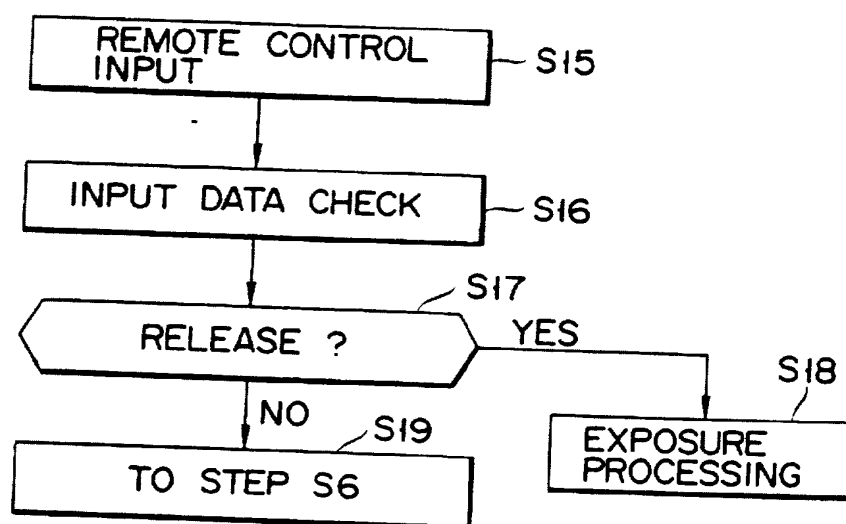 REMOTE CONTROL
INPUT
S15
INPUT DATA CHECK
S16
S17
RELEASE ?
YES
NO
S18
EXPOSURE
PROCESSING
S19
TO STEP S6